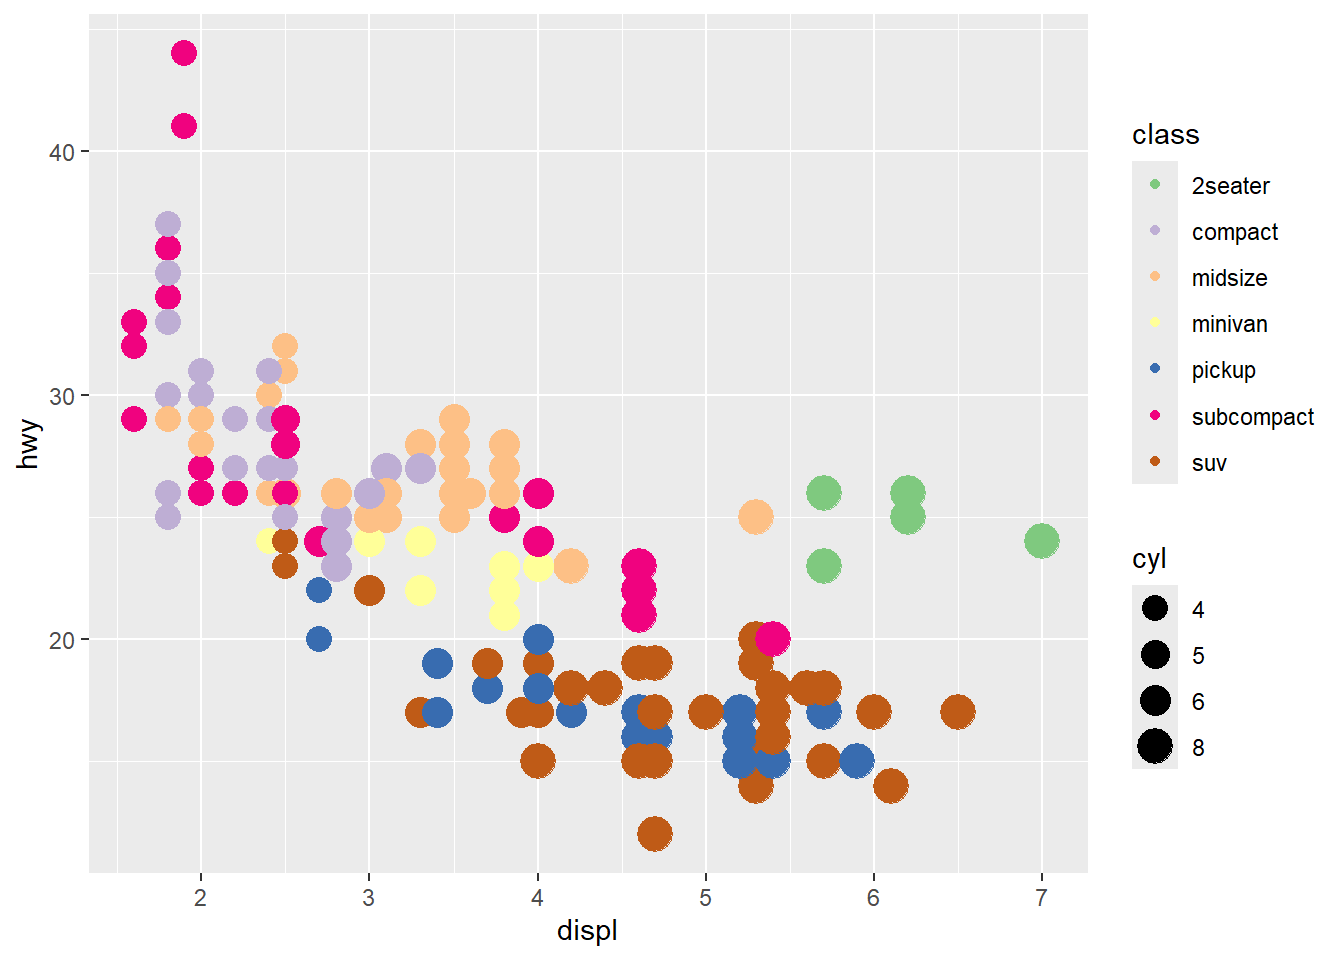 40
30
20
hwy
2
3
4
5
6
7
displ
class
2seater
compact
midsize
minivan
pickup
subcompact
suv
cyl
4
5
6
8